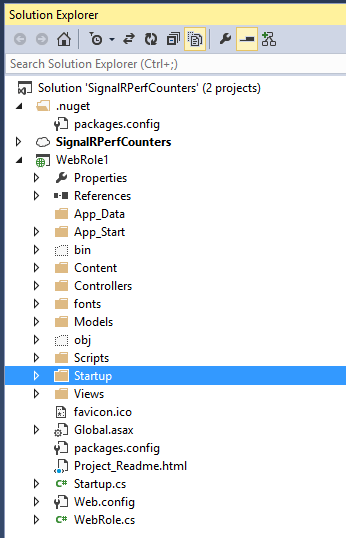 Solution Explorer
Search Solution Explorer (Ctrl+;)
Solution 'SignalRPerfCounters' (2 projects)
.nuget
packages.config
SignalRPerfCounters
WebRole1
Properties
References
App_Data
App_Start
bin
Content
Controllers
fonts
Models
obj
Scripts
Startup
Views
favicon.ico
Global.asax
packages.config
Project_Readme.html
C# Startup.cs
Web.config
C# WebRole.cs